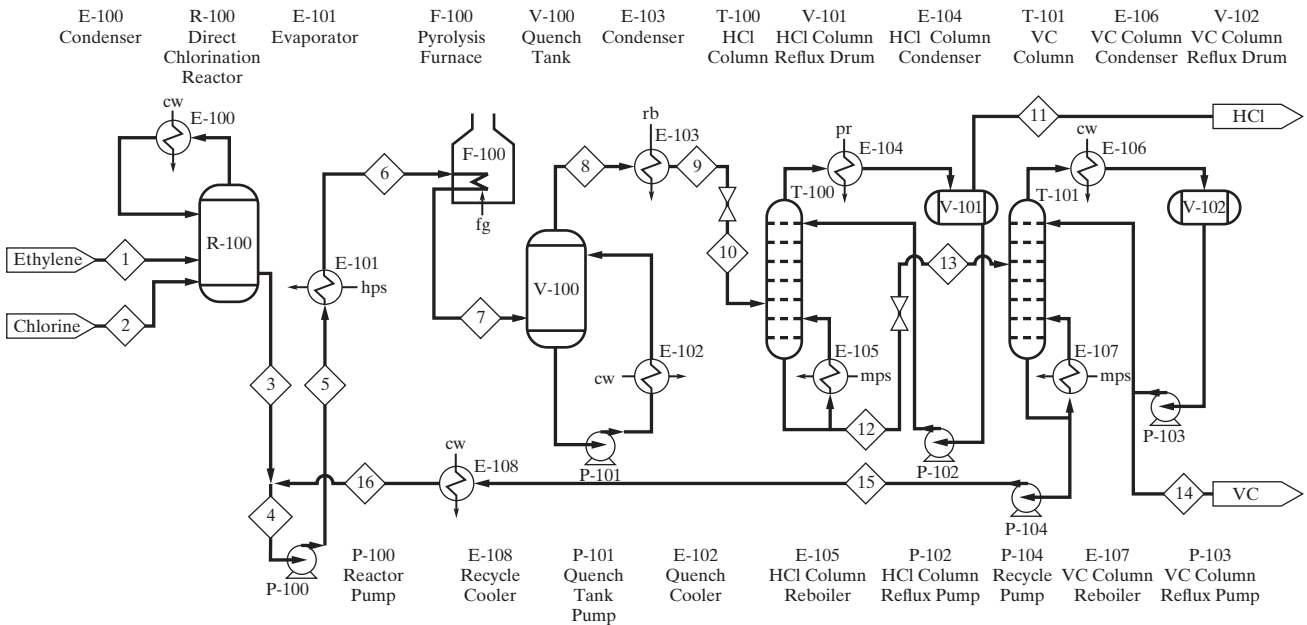 E-100
Condenser
R-100
Direct
Chlorination
Reactor
E-101
Evaporator
F-100
Pyrolysis
Furnace
V-100
Quench
Tank
E-103
Condenser
T-100
HCl
Column
V-101
HCl Column
Reflux Drum
E-104
HCl Column
Condenser
T-101
VC
Column
E-106
VC Column
Condenser
V-102
VC Column
Reflux Drum
cw
E-100
R-100
Ethylene
1
Chlorine
2
3
4
5
E-101
hps
6
F-100
fg
7
V-100
8
rb
E-103
9
10
E-102
cw
P-101
pr
E-104
T-100
V-101
11
HCl
cw
E-106
T-101
V-102
13
E-105
mps
12
P-102
E-107
mps
P-103
14
VC
P-104
15
cw
E-108
16
P-100
P-100
Reactor
Pump
E-108
Recycle
Cooler
P-101
Quench
Tank
Pump
E-102
Quench
Cooler
E-105
HCl Column
Reboiler
P-102
HCl Column
Reflux Pump
P-104
Recycle
Pump
E-107
VC Column
Reboiler
P-103
VC Column
Reflux Pump